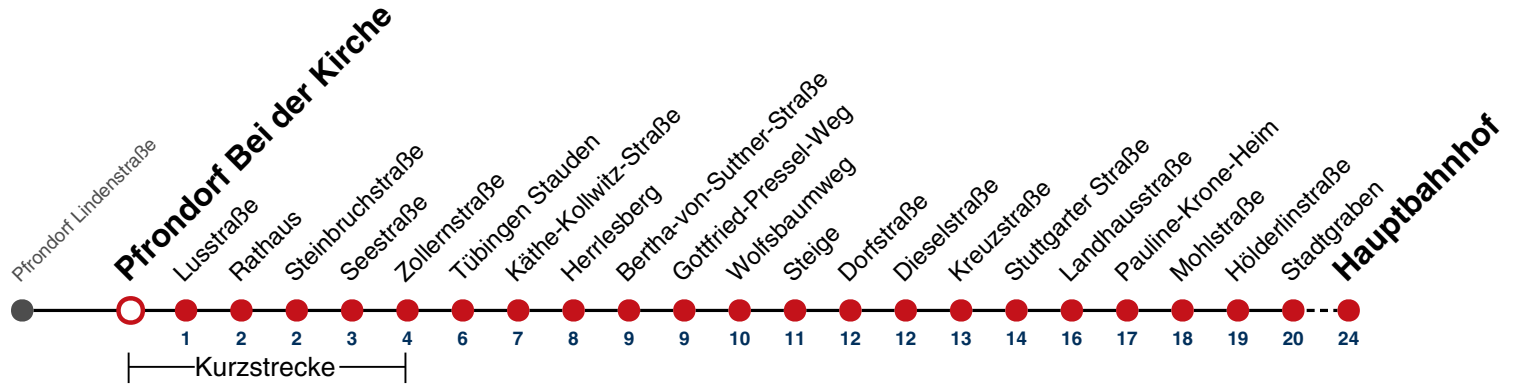 Pfrondorf Lindenstraße
Pfrondorf Bei der Kirche
Lusstraße
Rathaus
Steinbruchstraße
Seestraße
Zollernstraße
Tübingen Stauden
Käthe-Kollwitz-Straße
Herrlesberg
Bertha-von-Suttner-Straße
Gottfried-Pressel-Weg
Wolfsbaumweg
Steige
Dorfstraße
Dieselstraße
Kreuzstraße
Stuttgarter Straße
Landhausstraße
Pauline-Krone-Heim
Mohlstraße
Hölderlinstraße
Stadtgraben
Hauptbahnhof
1 2 2 3 4 6 7 8 9 9 10 11 12 12 13 14 16 17 18 19 20 24
Kurzstrecke